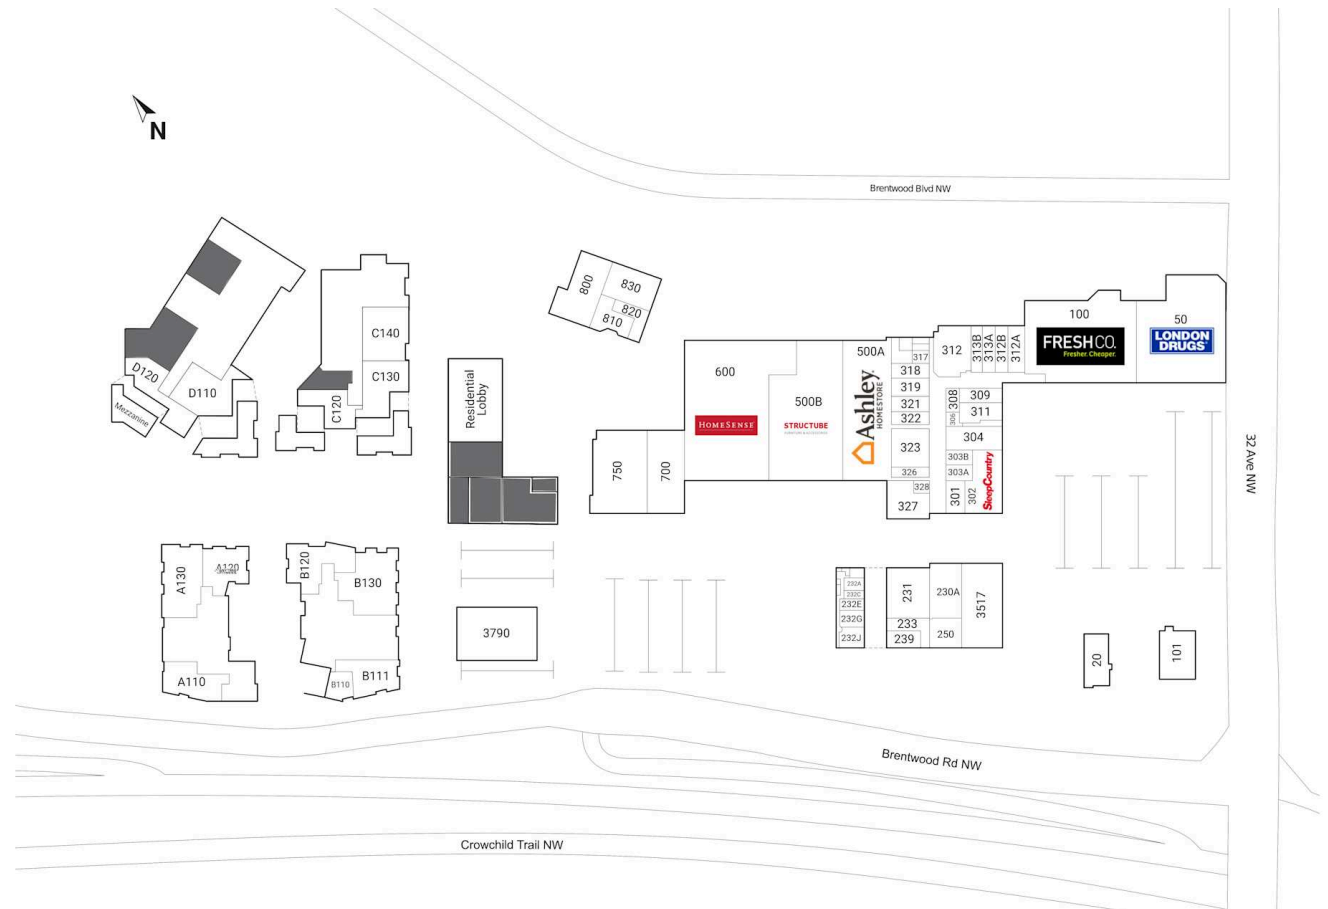 N
Brentwood Blvd NW
800
830
820
810
100
50
FRESHCO.
Fresher. Cheaper.
LONDON
DRUGS
C140
C130
C120
D120
D110
Mezzanine
Residential
Lobby
600
HOMESENSE
500B
STRUCTUBE
500A
Ashley
HOMESTORE
317
318
319
321
322
323
326
328
327
312
313B
313A
312B
312A
308
309
306
311
304
303B
303A
301
302
SleepCountry
750
700
32 Ave NW
A130
A120
A110
B120
B130
B110
B111
3790
232A
232C
232E
232G
232J
231
233
239
230A
250
3517
20
101
Brentwood Rd NW
Crowchild Trail NW